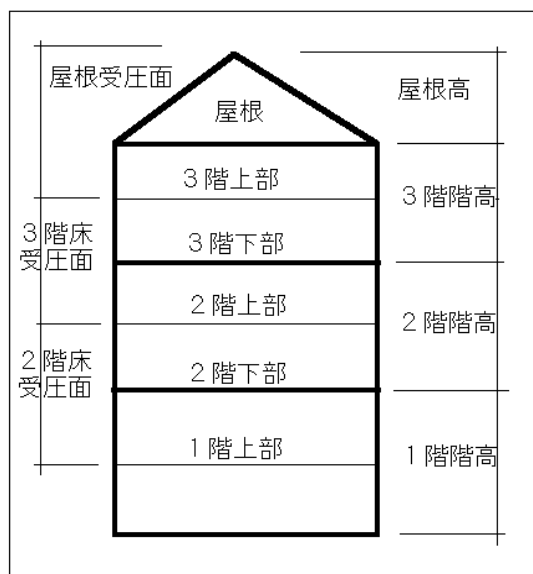 屋根受圧面
屋根
屋根高
3階上部
3階階高
3階床
受圧面
3階下部
2階上部
2階階高
2階床
受圧面
2階下部
1階上部
1階階高